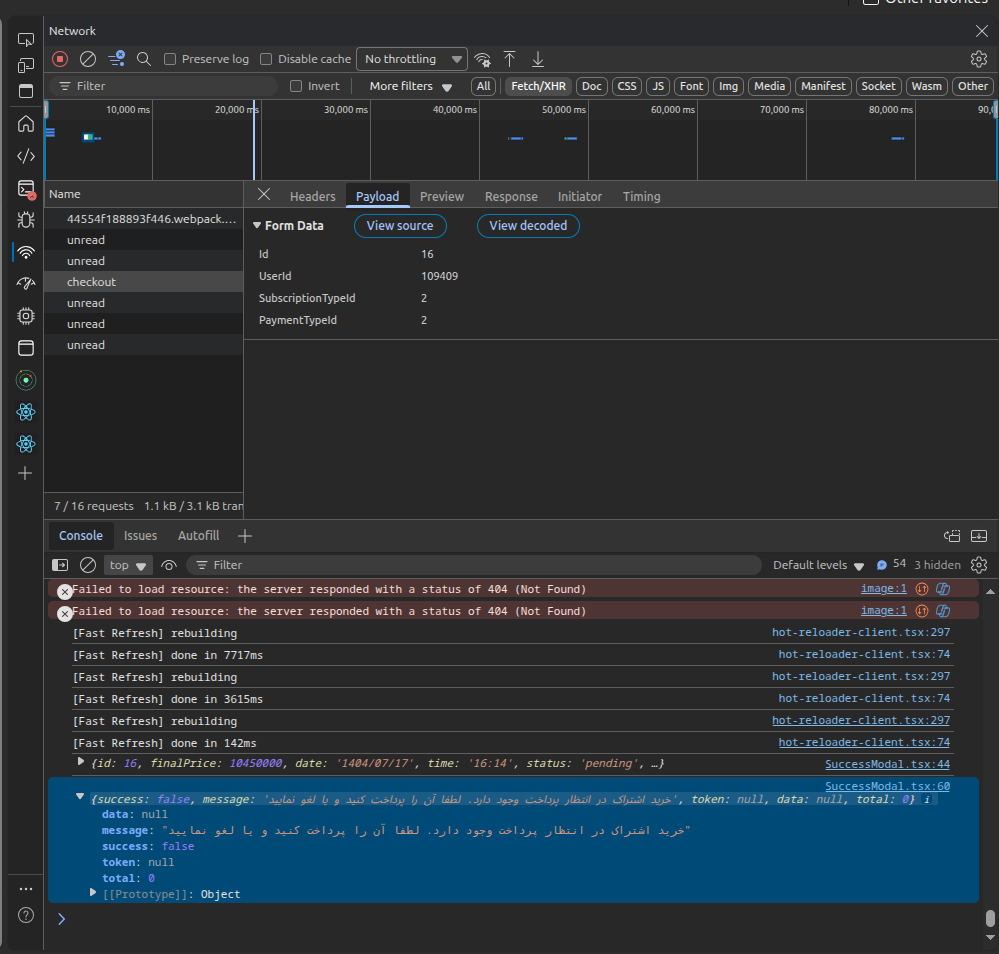 Other Favorites
Network
Preserve log
Disable cache
No throttling
Filter
Invert
More filters
All
Fetch/XHR
Doc
CSS
JS
Font
Img
Media
Manifest
Socket
Wasm
Other
10,000 ms
20,000 ms
30,000 ms
40,000 ms
50,000 ms
60,000 ms
70,000 ms
80,000 ms
90,0
Name
Headers
Payload
Preview
Response
Initiator
Timing
44554f188893f446.webpack....
unread
unread
checkout
unread
unread
unread
Form Data
View source
View decoded
Id 16
UserId 109409
SubscriptionTypeId 2
PaymentTypeId 2
7 / 16 requests 1.1 kB / 3.1 kB tran
Console
Issues
Autofill
top
Filter
Default levels
54
3 hidden
Failed to load resource: the server responded with a status of 404 (Not Found) image:1
Failed to load resource: the server responded with a status of 404 (Not Found) image:1
[Fast Refresh] rebuilding hot-reloader-client.tsx:297
[Fast Refresh] done in 7717ms hot-reloader-client.tsx:74
[Fast Refresh] rebuilding hot-reloader-client.tsx:297
[Fast Refresh] done in 3615ms hot-reloader-client.tsx:74
[Fast Refresh] rebuilding hot-reloader-client.tsx:297
[Fast Refresh] done in 142ms hot-reloader-client.tsx:74
{id: 16, finalPrice: 10450000, date: '1404/07/17', time: '16:14', status: 'pending', …} SuccessModal.tsx:44
SuccessModal.tsx:60
{success: false, message: 'خرید اشتراک در انتظار پرداخت وجود دارد. لطفا آن را پرداخت کنید و یا لغو نمایید', token: null, data: null, total: 0} i
data: null
message: "خرید اشتراک در انتظار پرداخت وجود دارد. لطفا آن را پرداخت کنید و یا لغو نمایید"
success: false
token: null
total: 0
[[Prototype]]: Object